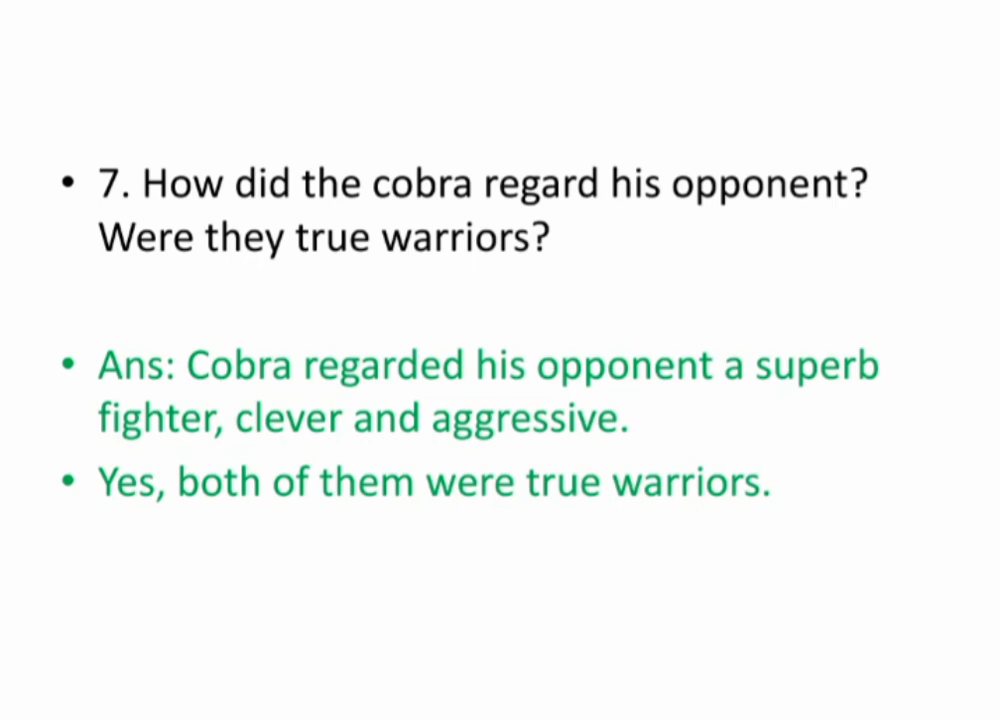 • 7. How did the cobra regard his opponent?
Were they true warriors?
• Ans: Cobra regarded his opponent a superb
fighter, clever and aggressive.
• Yes, both of them were true warriors.